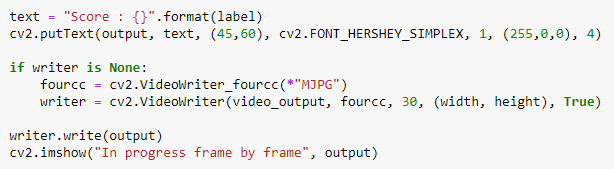 text = "Score : {}".format(label)
cv2.putText(output, text, (45,60), cv2.FONT_HERSHEY_SIMPLEX, 1, (255,0,0), 4)

if writer is None:
    fourcc = cv2.VideoWriter_fourcc(*"MJPG")
    writer = cv2.VideoWriter(video_output, fourcc, 30, (width, height), True)

writer.write(output)
cv2.imshow("In progress frame by frame", output)